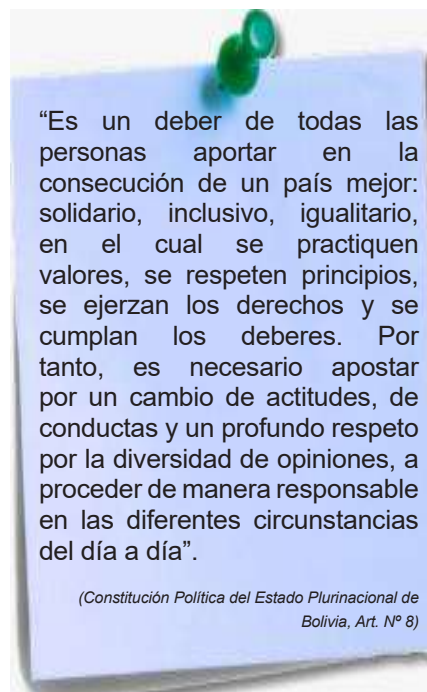 “Es un deber de todas las
personas aportar en la
consecución de un país mejor:
solidario, inclusivo, igualitario,
en el cual se practiquen
valores, se respeten principios,
se ejerzan los derechos y se
cumplan los deberes. Por
tanto, es necesario apostar
por un cambio de actitudes, de
conductas y un profundo respeto
por la diversidad de opiniones, a
proceder de manera responsable
en las diferentes circunstancias
del día a día”.
(Constitución Política del Estado Plurinacional de
Bolivia, Art. Nº 8)